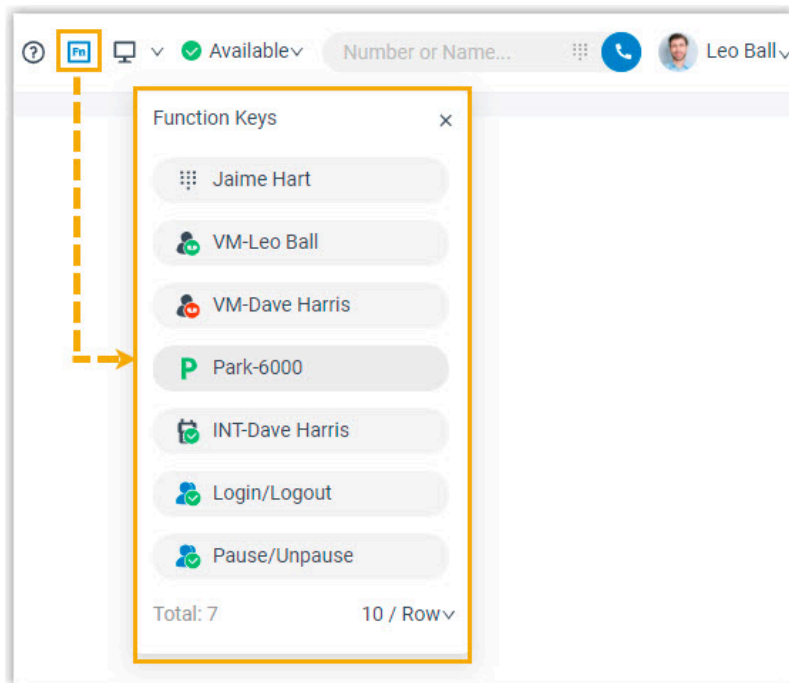 Fn Available Number or Name... Leo Ball
Function Keys
Jaime Hart
VM-Leo Ball
VM-Dave Harris
P Park-6000
INT-Dave Harris
Login/Logout
Pause/Unpause
Total: 7 10 / Row